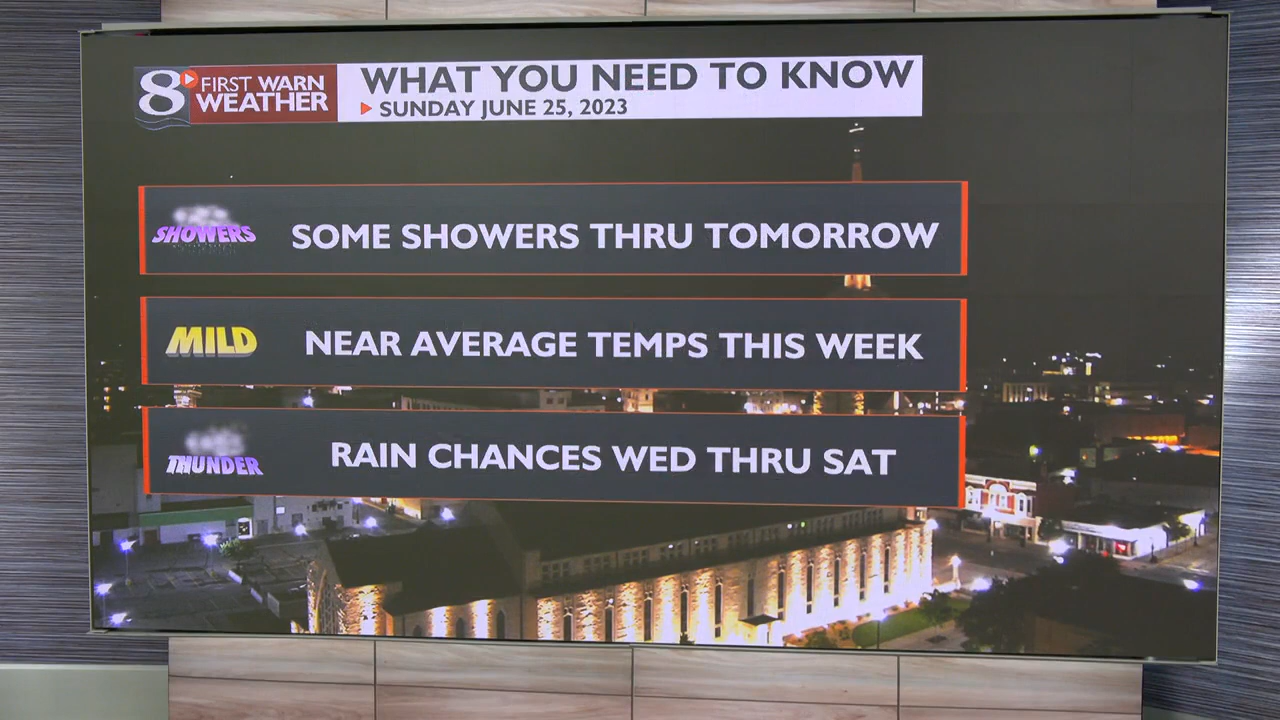 8 FIRST WARN
WEATHER
WHAT YOU NEED TO KNOW
SUNDAY JUNE 25, 2023
SHOWERS
SOME SHOWERS THRU TOMORROW
MILD
NEAR AVERAGE TEMPS THIS WEEK
THUNDER
RAIN CHANCES WED THRU SAT